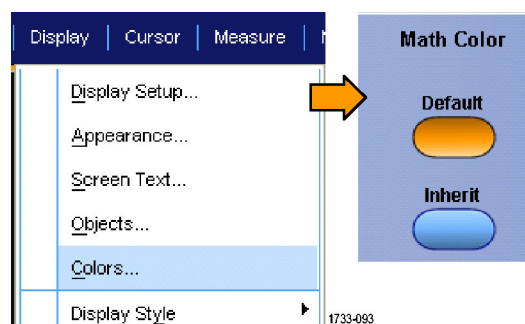 Display | Cursor | Measure |
Display Setup...
Appearance...
Screen Text...
Objects...
Colors...
Display Style
Math Color
Default
Inherit
1733-093